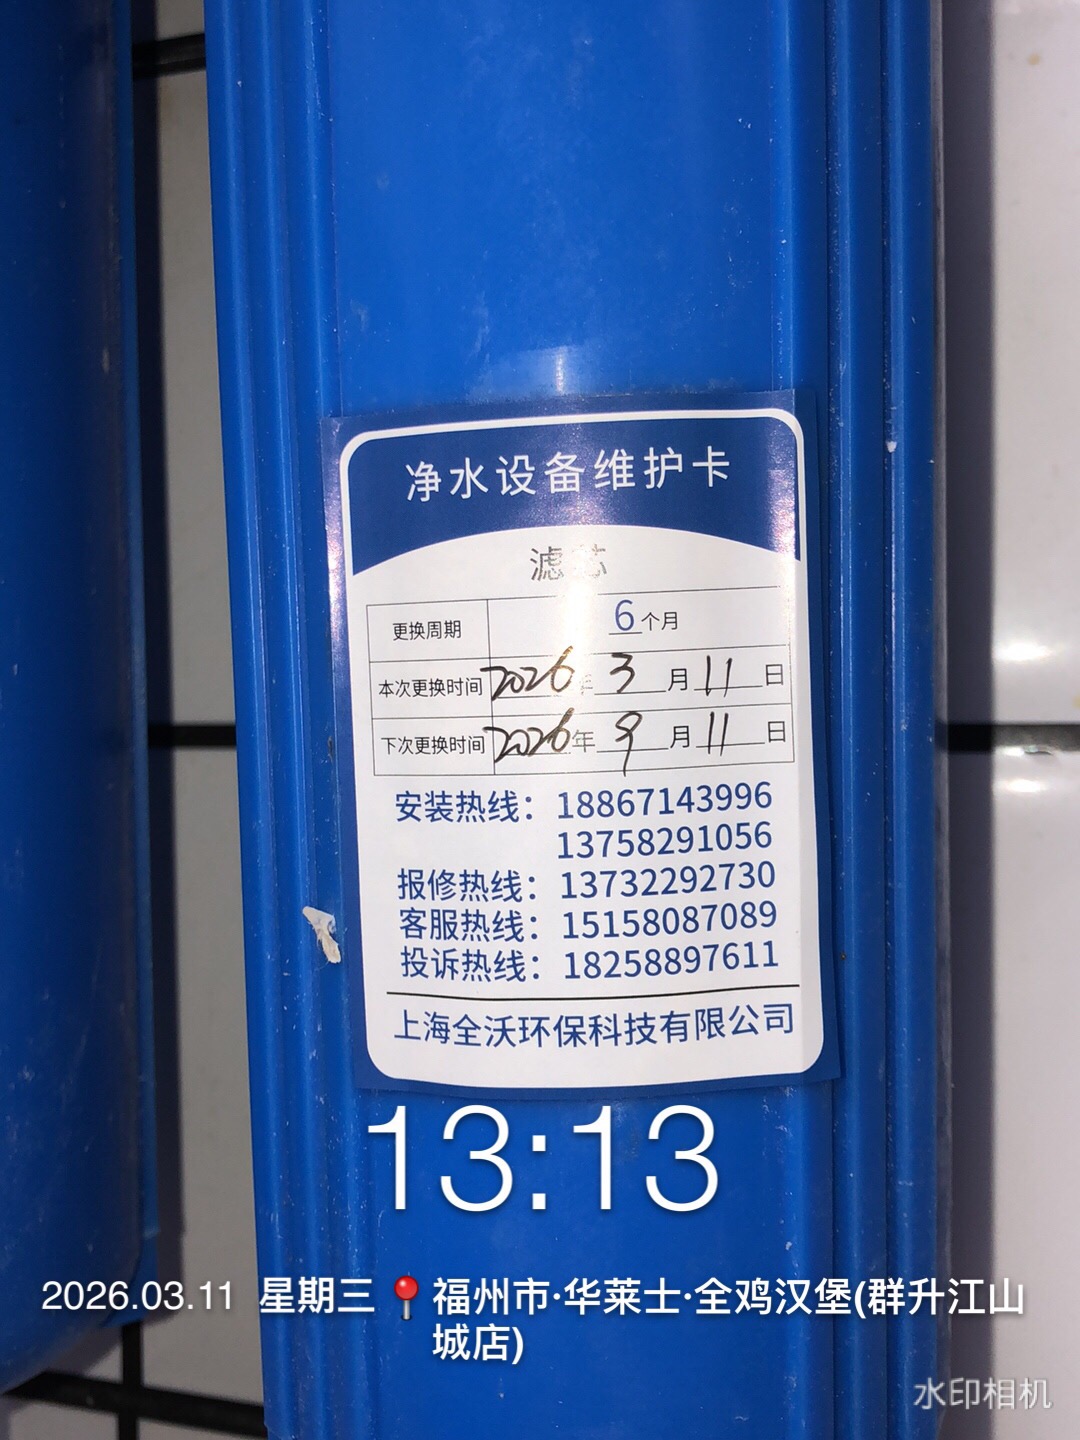 净水设备维护卡
滤芯
更换周期 6个月
本次更换时间 2026年3月11日
下次更换时间 2026年9月11日
安装热线：18867143996
13758291056
报修热线：13732292730
客服热线：15158087089
投诉热线：18258897611
上海全沃环保科技有限公司
13:13
2026.03.11 星期三 福州市·华莱士·全鸡汉堡(群升江山
城店)
水印相机